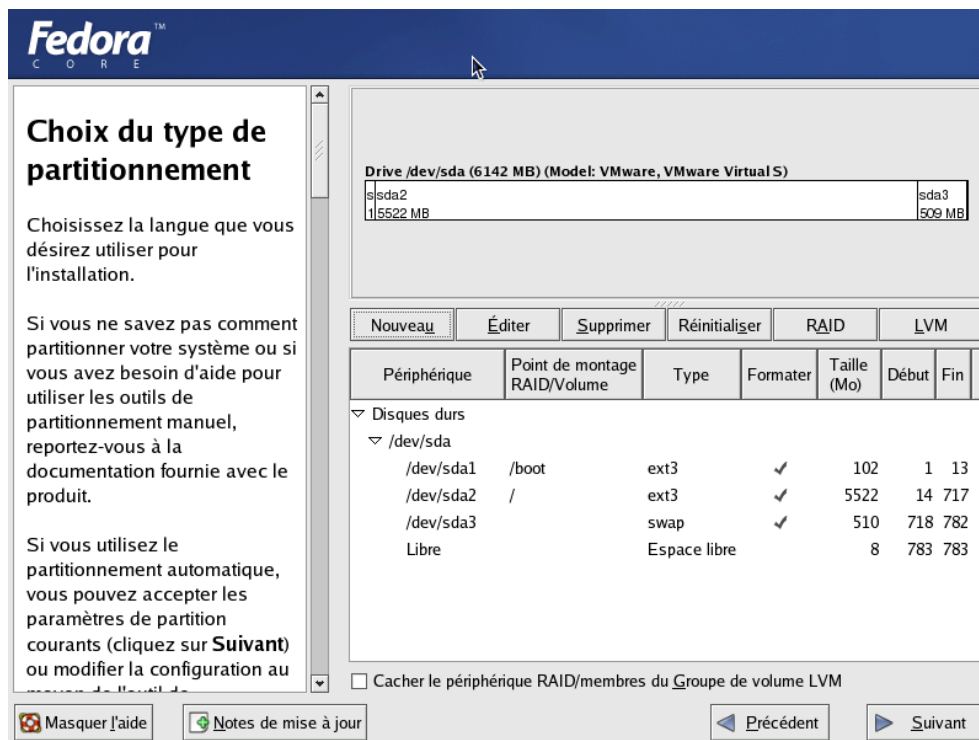 Fedora™
CORE
Choix du type de
partitionnement
Choisissez la langue que vous
désirez utiliser pour
l'installation.
Si vous ne savez pas comment
partitionner votre système ou si
vous avez besoin d'aide pour
utiliser les outils de
partitionnement manuel,
reportez-vous à la
documentation fournie avec le
produit.
Si vous utilisez le
partitionnement automatique,
vous pouvez accepter les
paramètres de partition
courants (cliquez sur Suivant)
ou modifier la configuration au
Drive /dev/sda (6142 MB) (Model: VMware, VMware Virtual S)
s sda2 sda3
1 5522 MB 509 MB
Nouveau Éditer Supprimer Réinitialiser RAID LVM
Périphérique Point de montage RAID/Volume Type Formater Taille (Mo) Début Fin
Disques durs
/dev/sda
/dev/sda1 /boot ext3 ✓ 102 1 13
/dev/sda2 / ext3 ✓ 5522 14 717
/dev/sda3 swap ✓ 510 718 782
Libre Espace libre 8 783 783
Cacher le périphérique RAID/membres du Groupe de volume LVM
Masquer l'aide Notes de mise à jour Précédent Suivant